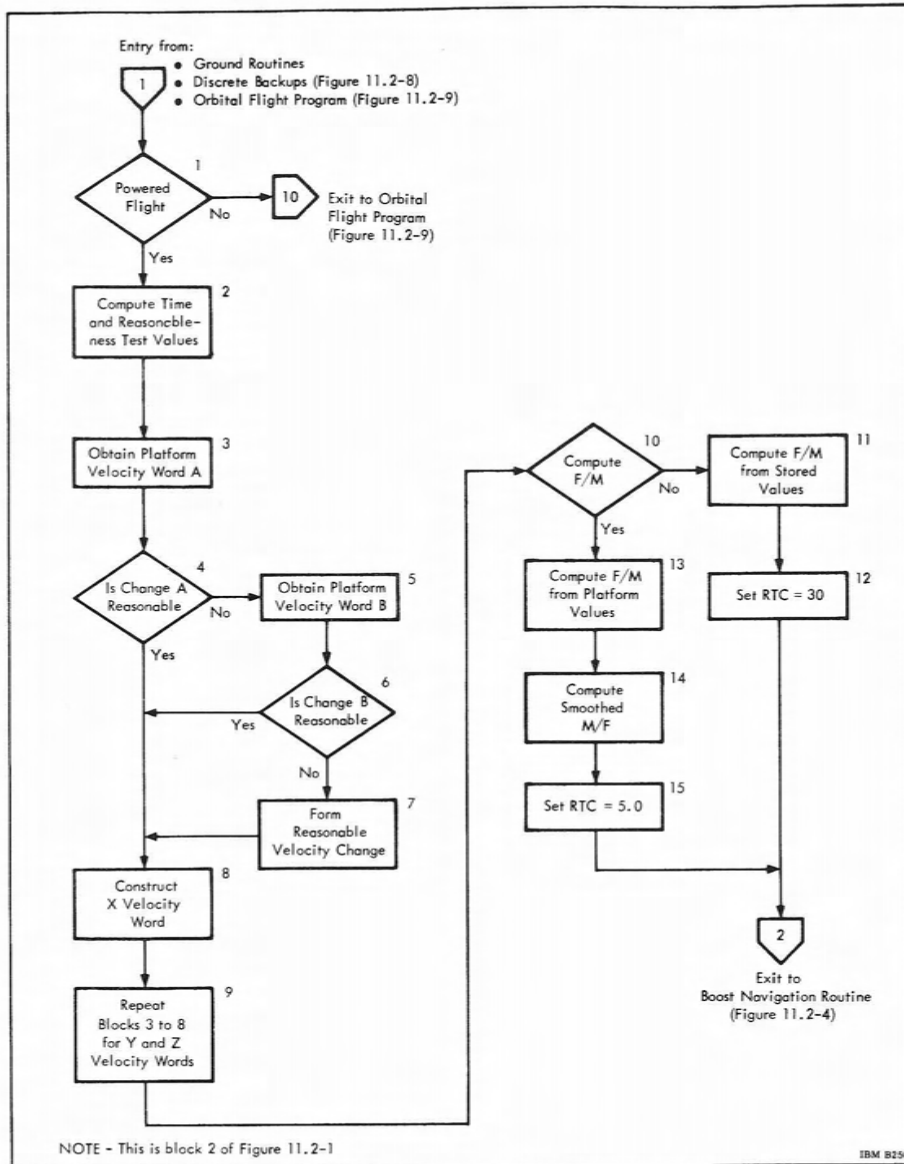 Entry from:
• Ground Routines
1
• Discrete Backups (Figure 11.2-8)
• Orbital Flight Program (Figure 11.2-9)
1
Powered
Flight
No
10
Exit to Orbital
Flight Program
(Figure 11.2-9)
Yes
2
Compute Time
and Reasonable-
ness Test Values
3
Obtain Platform
Velocity Word A
4
Is Change A
Reasonable
No
Yes
5
Obtain Platform
Velocity Word B
6
Is Change B
Reasonable
Yes
No
7
Form
Reasonable
Velocity Change
8
Construct
X Velocity
Word
9
Repeat
Blocks 3 to 8
for Y and Z
Velocity Words
10
Compute
F/M
No
Yes
11
Compute F/M
from Stored
Values
12
Set RTC = 30
13
Compute F/M
from Platform
Values
14
Compute
Smoothed
M/F
15
Set RTC = 5.0
2
Exit to
Boost Navigation Routine
(Figure 11.2-4)
NOTE - This is block 2 of Figure 11.2-1
IBM B25